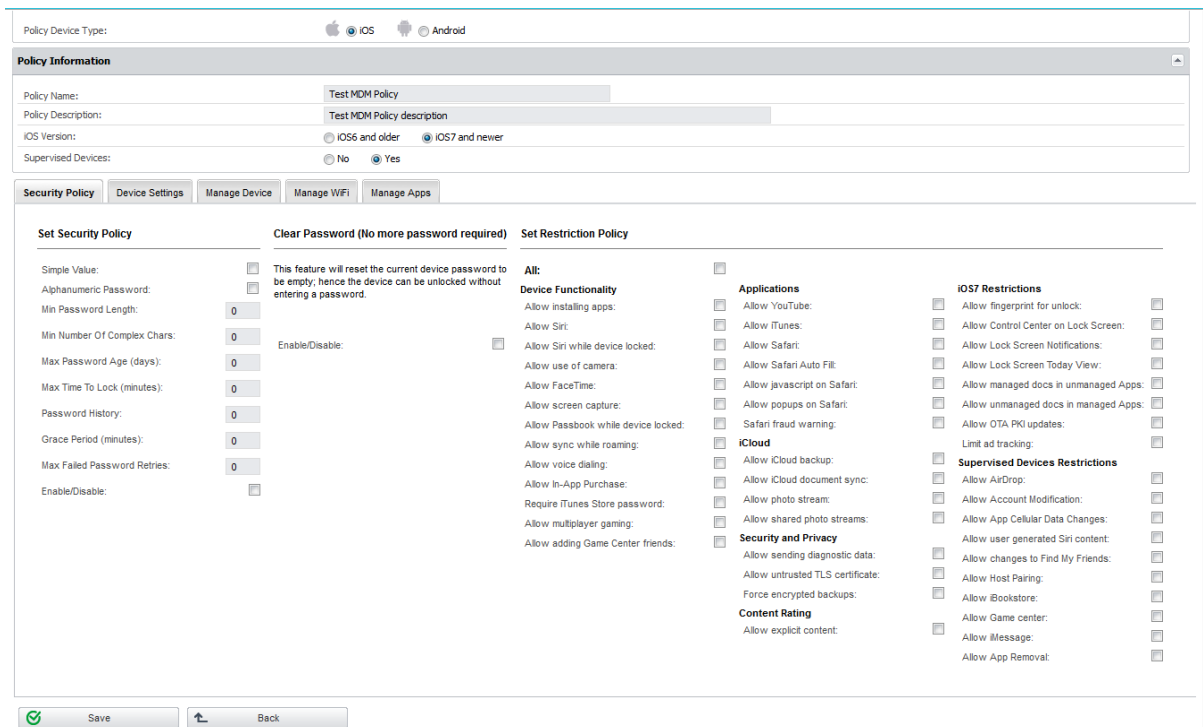 Policy Device Type: iOS Android
Policy Information
Policy Name: Test MDM Policy
Policy Description: Test MDM Policy description
iOS Version: iOS6 and older iOS7 and newer
Supervised Devices: No Yes
Security Policy Device Settings Manage Device Manage WiFi Manage Apps
Set Security Policy
Simple Value:
Alphanumeric Password:
Min Password Length: 0
Min Number Of Complex Chars: 0
Max Password Age (days): 0
Max Time To Lock (minutes): 0
Password History: 0
Grace Period (minutes): 0
Max Failed Password Retries: 0
Enable/Disable:
Clear Password (No more password required)
This feature will reset the current device password to
be empty; hence the device can be unlocked without
entering a password.
Enable/Disable:
Set Restriction Policy
All:
Device Functionality
Allow installing apps:
Allow Siri:
Allow Siri while device locked:
Allow use of camera:
Allow FaceTime:
Allow screen capture:
Allow Passbook while device locked:
Allow sync while roaming:
Allow voice dialing:
Allow In-App Purchase:
Require iTunes Store password:
Allow multiplayer gaming:
Allow adding Game Center friends:
Applications
Allow YouTube:
Allow iTunes:
Allow Safari:
Allow Safari Auto Fill:
Allow javascript on Safari:
Allow popups on Safari:
Safari fraud warning:
iCloud
Allow iCloud backup:
Allow iCloud document sync:
Allow photo stream:
Allow shared photo streams:
Security and Privacy
Allow sending diagnostic data:
Allow untrusted TLS certificate:
Force encrypted backups:
Content Rating
Allow explicit content:
iOS7 Restrictions
Allow fingerprint for unlock:
Allow Control Center on Lock Screen:
Allow Lock Screen Notifications:
Allow Lock Screen Today View:
Allow managed docs in unmanaged Apps:
Allow unmanaged docs in managed Apps:
Allow OTA PKI updates:
Limit ad tracking:
Supervised Devices Restrictions
Allow AirDrop:
Allow Account Modification:
Allow App Cellular Data Changes:
Allow user generated Siri content:
Allow changes to Find My Friends:
Allow Host Pairing:
Allow iBookstore:
Allow Game center:
Allow iMessage:
Allow App Removal:
Save Back